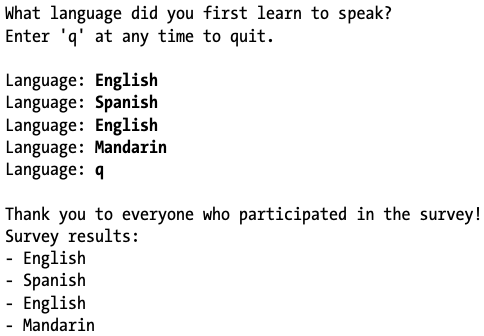 What language did you first learn to speak?
Enter 'q' at any time to quit.
Language: English
Language: Spanish
Language: English
Language: Mandarin
Language: q
Thank you to everyone who participated in the survey!
Survey results:
- English
- Spanish
- English
- Mandarin